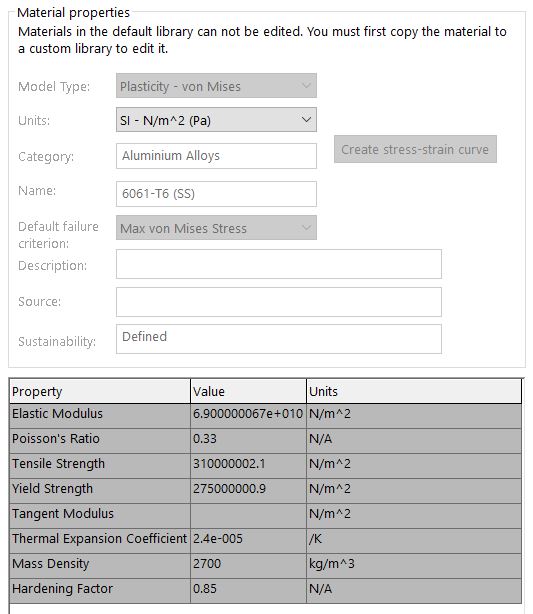 Material properties
Materials in the default library can not be edited. You must first copy the material to
a custom library to edit it.
Model Type: Plasticity - von Mises
Units: SI - N/m^2 (Pa)
Category: Aluminium Alloys Create stress-strain curve
Name: 6061-T6 (SS)
Default failure criterion: Max von Mises Stress
Description:
Source:
Sustainability: Defined
Property Value Units
Elastic Modulus 6.900000067e+010 N/m^2
Poisson's Ratio 0.33 N/A
Tensile Strength 310000002.1 N/m^2
Yield Strength 275000000.9 N/m^2
Tangent Modulus N/m^2
Thermal Expansion Coefficient 2.4e-005 /K
Mass Density 2700 kg/m^3
Hardening Factor 0.85 N/A